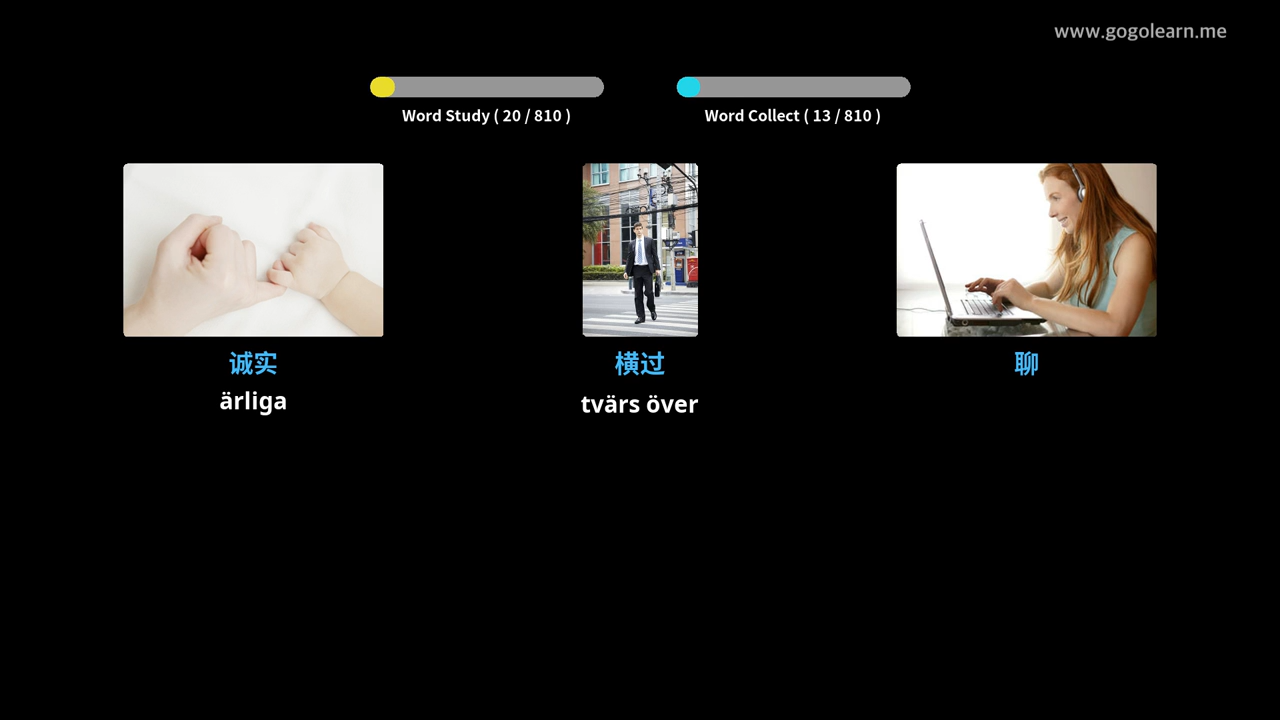 www.gogolearn.me
Word Study ( 20 / 810 )
Word Collect ( 13 / 810 )
诚实
横过
聊
ärliga
tvärs över